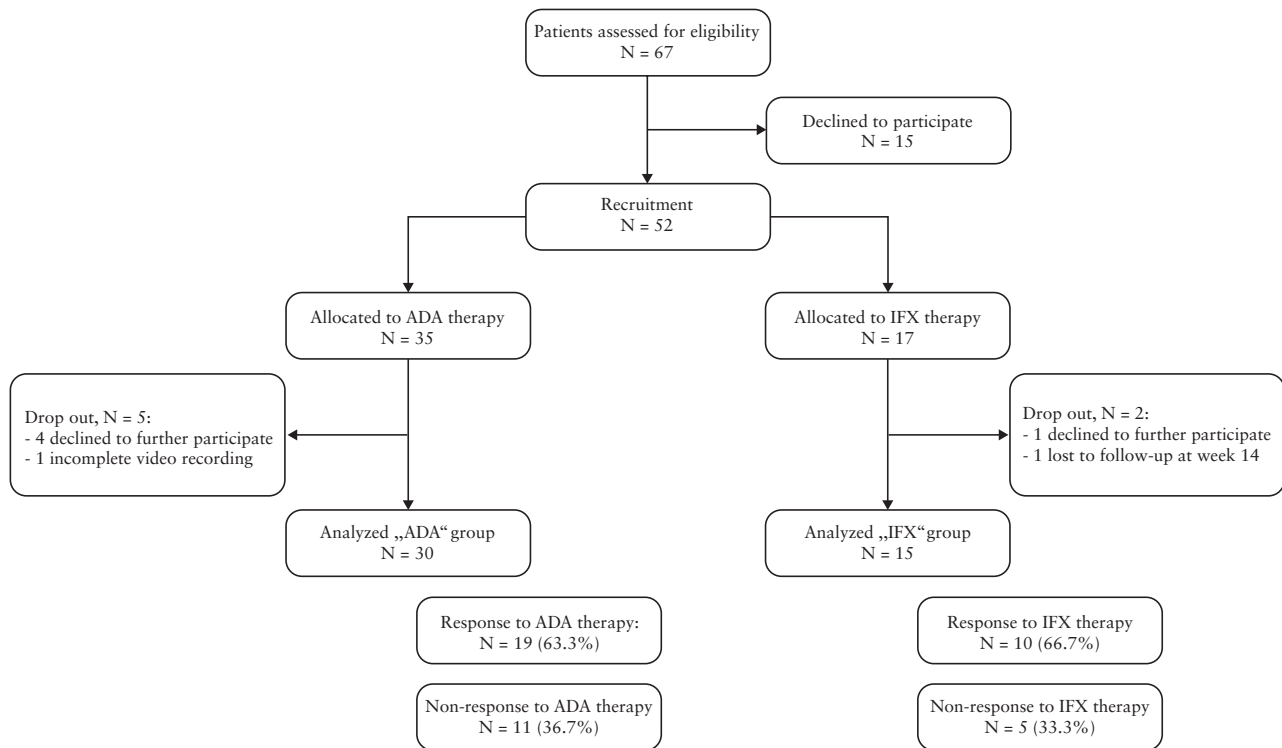 Patients assessed for eligibility
N = 67
Declined to participate
N = 15
Recruitment
N = 52
Allocated to ADA therapy
N = 35
Allocated to IFX therapy
N = 17
Drop out, N = 5:
- 4 declined to further participate
- 1 incomplete video recording
Drop out, N = 2:
- 1 declined to further participate
- 1 lost to follow-up at week 14
Analyzed „ADA“ group
N = 30
Analyzed „IFX“ group
N = 15
Response to ADA therapy:
N = 19 (63.3%)
Response to IFX therapy
N = 10 (66.7%)
Non-response to ADA therapy
N = 11 (36.7%)
Non-response to IFX therapy
N = 5 (33.3%)